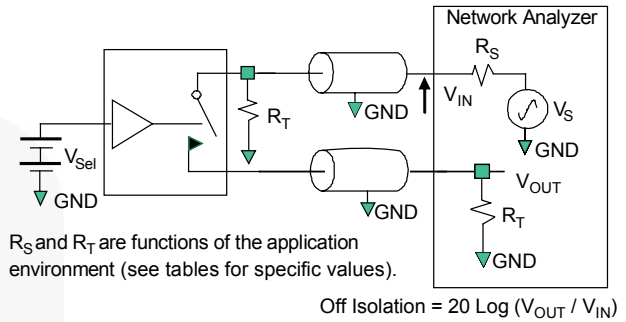 Network Analyzer
R_S
V_IN
V_S
GND
R_T
GND
V_Sel
GND
V_OUT
GND
R_T
GND
R_S and R_T are functions of the application
environment (see tables for specific values).
Off Isolation = 20 Log (V_OUT / V_IN)